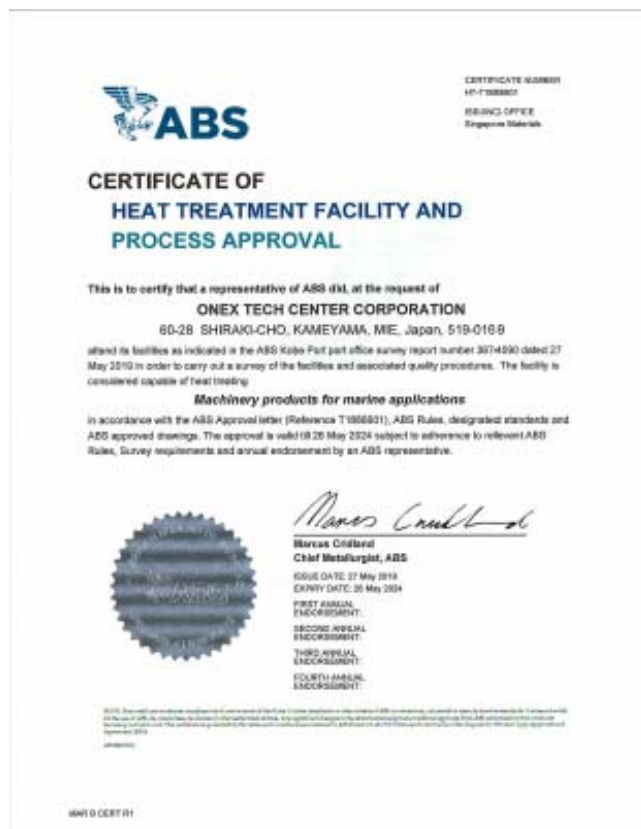 CERTIFICATE NUMBER
ISSUING OFFICE
Singapore Materials
ABS
CERTIFICATE OF
HEAT TREATMENT FACILITY AND
PROCESS APPROVAL
This is to certify that a representative of ABS did, at the request of
ONEX TECH CENTER CORPORATION
60-28 SHIRAKI-CHO, KAMEYAMA, MIE, Japan, 519-0169
attend its facilities as indicated in the ABS Kobe Port port office survey report number dated 27
May 2019 in order to carry out a survey of the facilities and associated quality procedures. The facility is
considered capable of heat treating
Machinery products for marine applications
in accordance with the ABS Approval letter (Reference ABS Rules, designated standards and
ABS approved drawings. The approval is valid till 26 May 2024 subject to adherence to relevent ABS
Rules, Survey requirements and annual endorsement by an ABS representative.
Marcus Cridland
Marcus Cridland
Chief Metallurgist, ABS
ISSUE DATE: 27 May 2019
EXPIRY DATE: 26 May 2024
FIRST ANNUAL
ENDORSEMENT:
SECOND ANNUAL
ENDORSEMENT:
THIRD ANNUAL
ENDORSEMENT:
FOURTH ANNUAL
ENDORSEMENT: